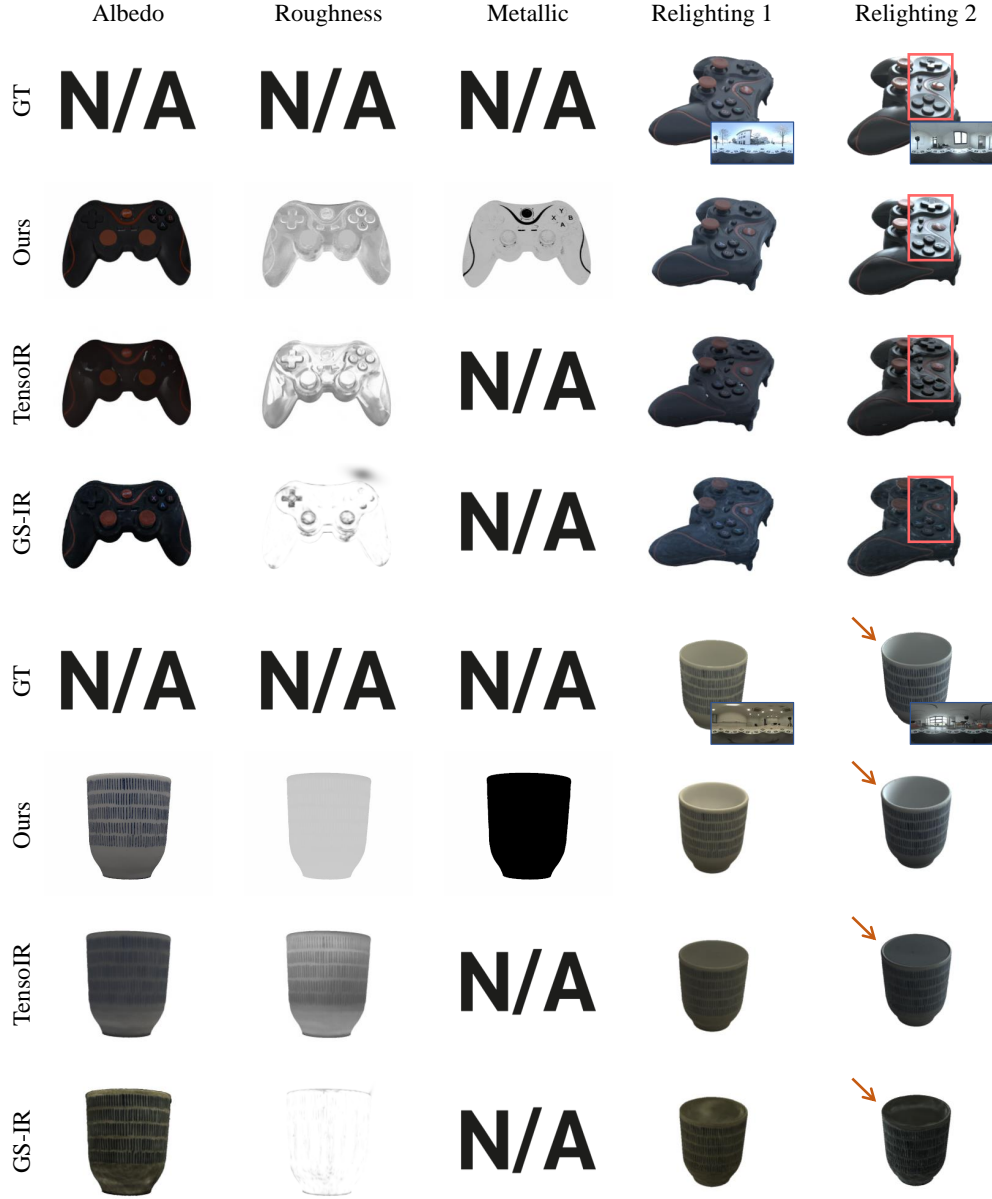 Albedo Roughness Metallic Relighting 1 Relighting 2
GT N/A N/A N/A
Ours
Y
X B
A
TensoIR N/A
GS-IR N/A
GT N/A N/A N/A
Ours
TensoIR N/A
GS-IR N/A